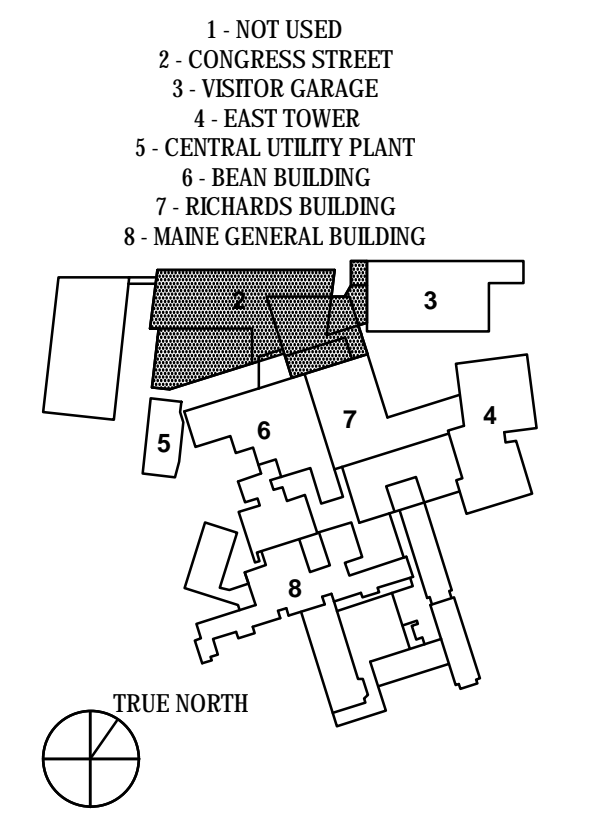 1 - NOT USED
2 - CONGRESS STREET
3 - VISITOR GARAGE
4 - EAST TOWER
5 - CENTRAL UTILITY PLANT
6 - BEAN BUILDING
7 - RICHARDS BUILDING
8 - MAINE GENERAL BUILDING
2
3
4
7
6
5
8
TRUE NORTH